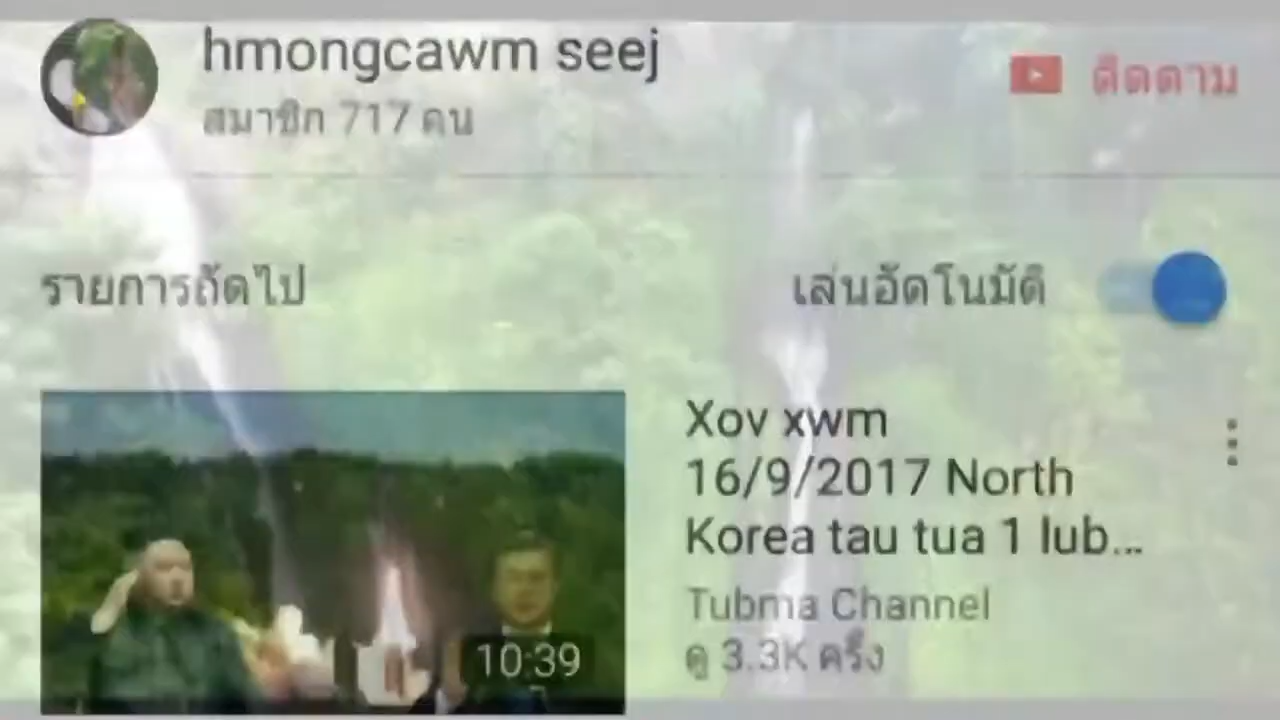 hmongcawm seej
สมาชิก 717 คน
ติดตาม
รายการถัดไป
เล่นอัตโนมัติ
Xov xwm
16/9/2017 North
Korea tau tua 1 lub...
Tubma Channel
ดู 3.3K ครั้ง
10:39